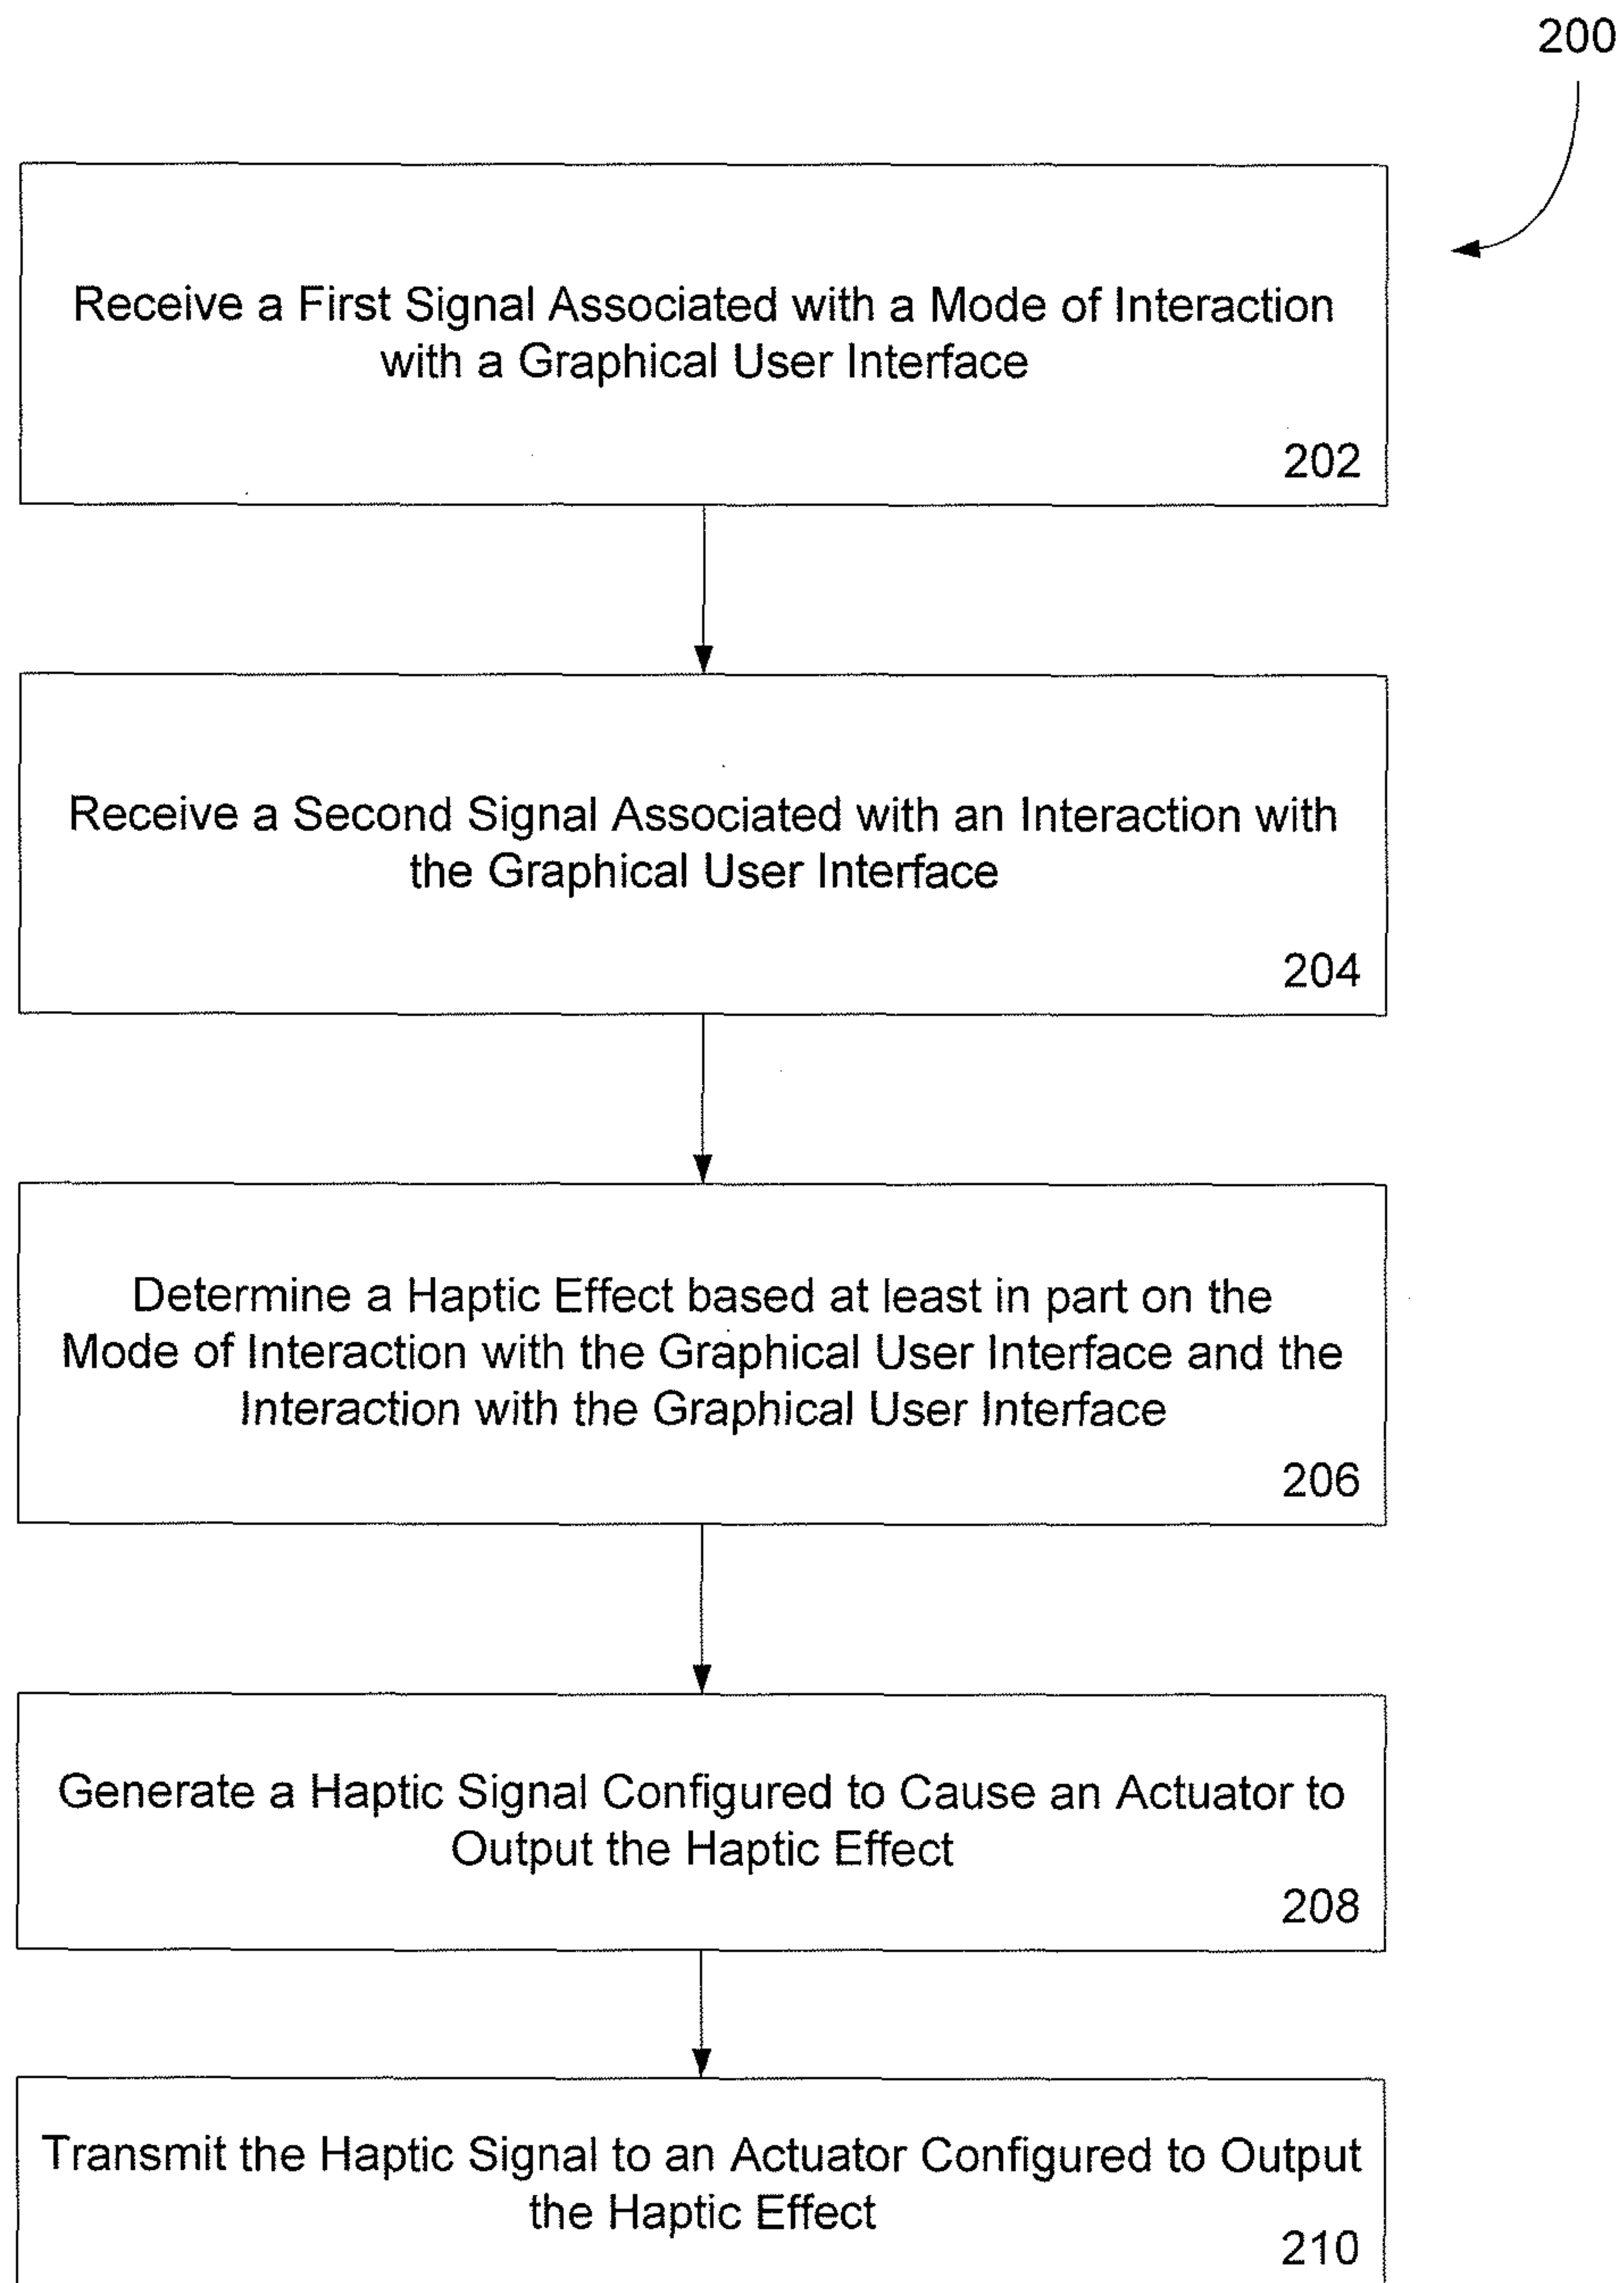 200
Receive a First Signal Associated with a Mode of Interaction
with a Graphical User Interface
202
Receive a Second Signal Associated with an Interaction with
the Graphical User Interface
204
Determine a Haptic Effect based at least in part on the
Mode of Interaction with the Graphical User Interface and the
Interaction with the Graphical User Interface
206
Generate a Haptic Signal Configured to Cause an Actuator to
Output the Haptic Effect
208
Transmit the Haptic Signal to an Actuator Configured to Output
the Haptic Effect
210